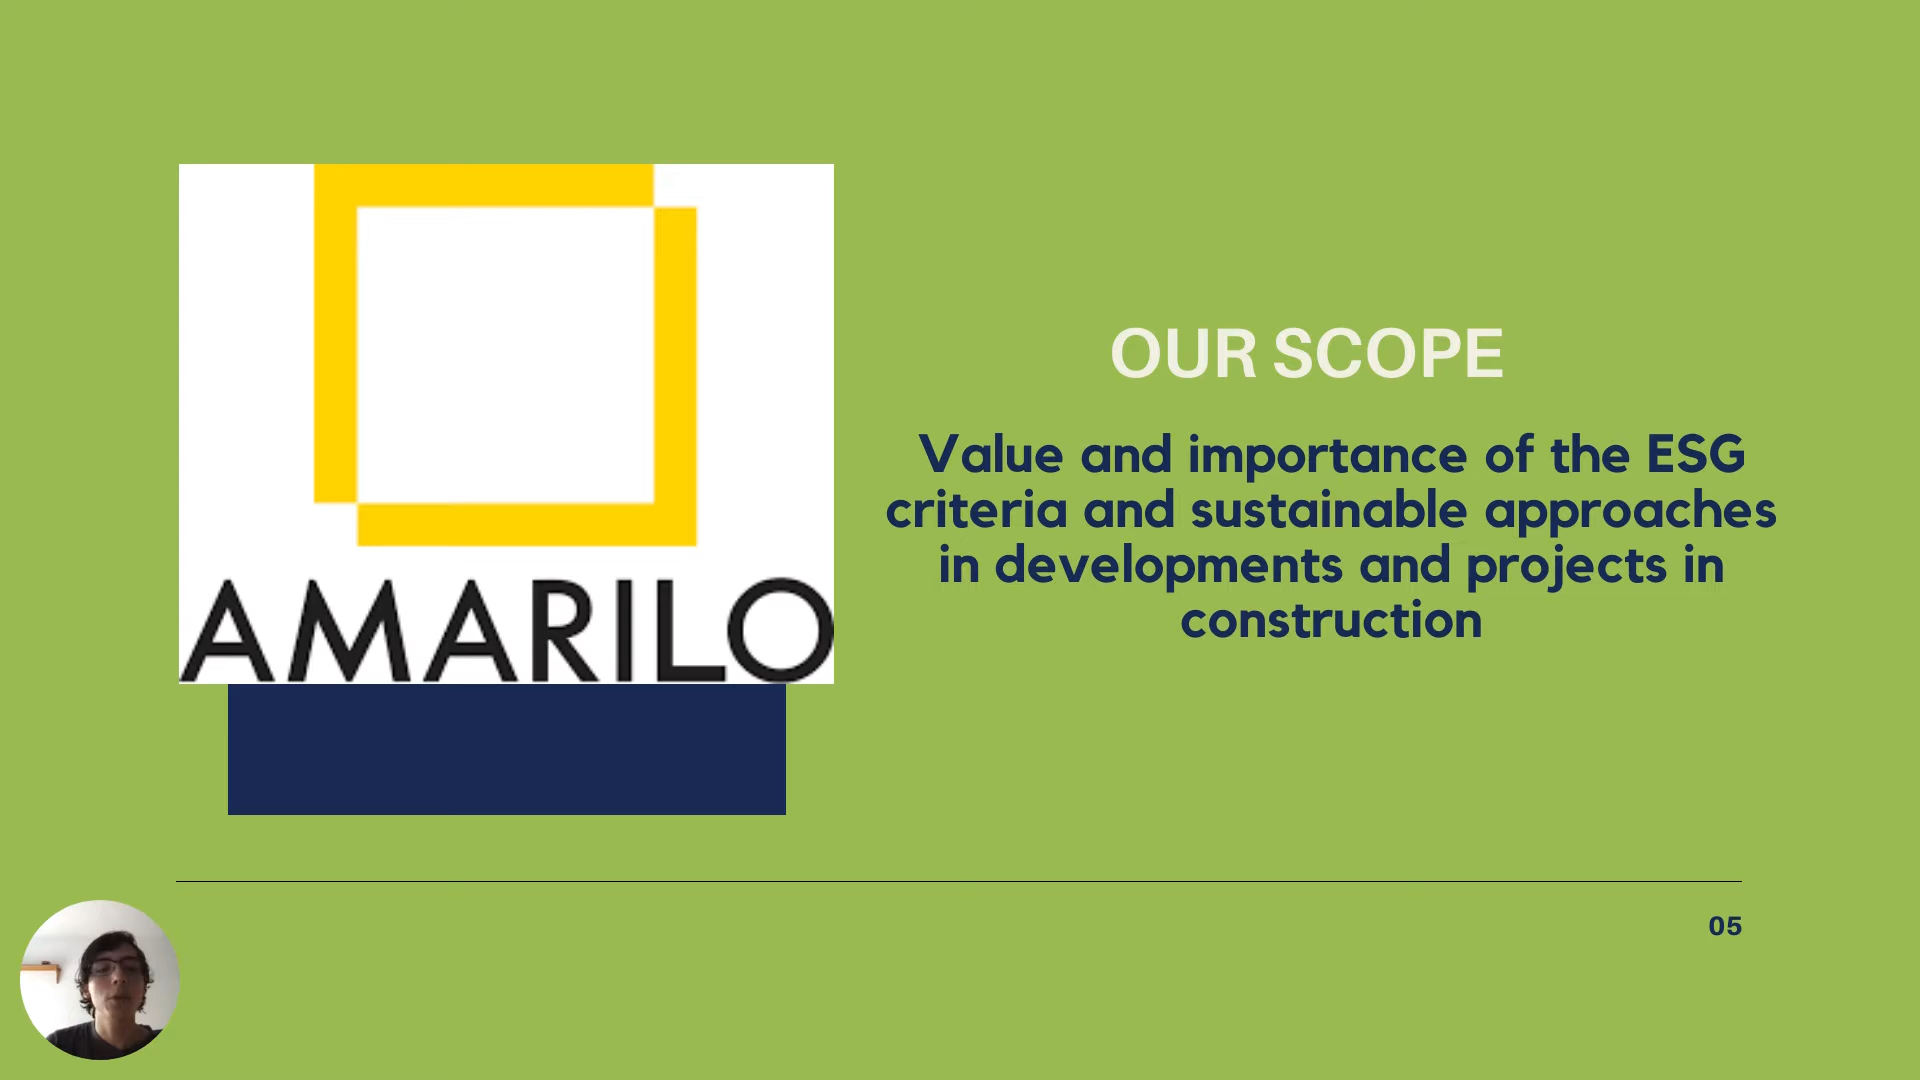 AMARILO
OUR SCOPE
Value and importance of the ESG
criteria and sustainable approaches
in developments and projects in
construction
05